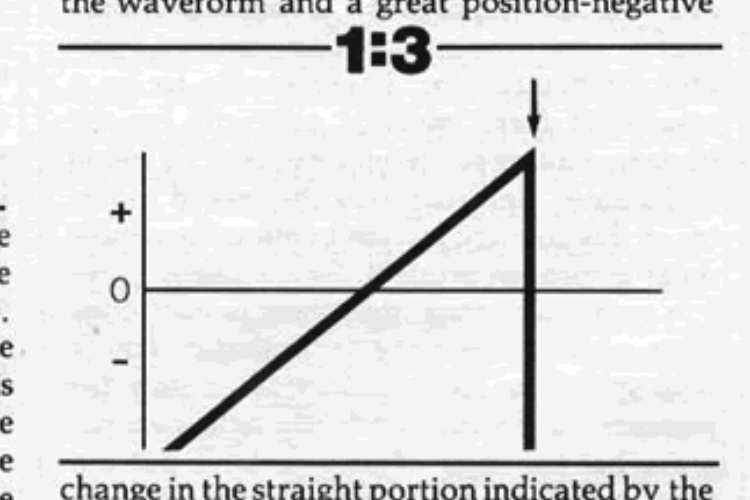 the waveform and a great position-negative
1:3
+
0
-
.
e
e
.
e
s
e
e
e
change in the straight portion indicated by the